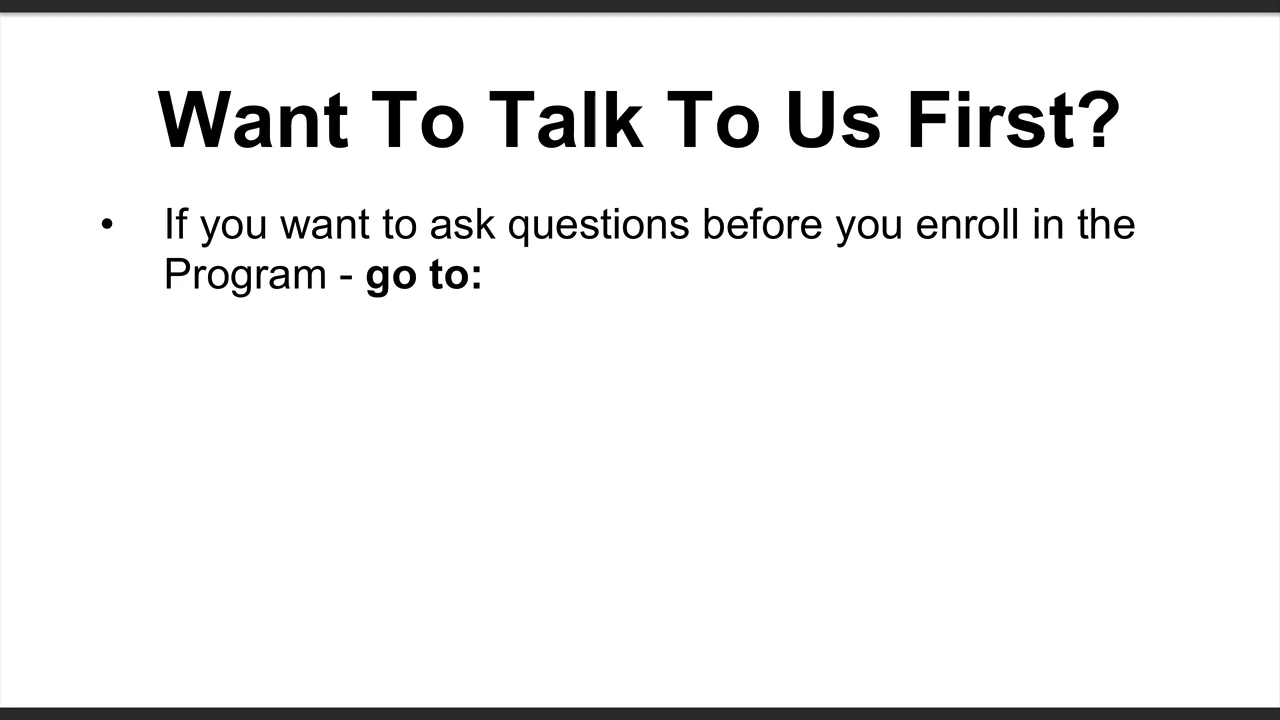 Want To Talk To Us First?
• If you want to ask questions before you enroll in the
Program - go to: